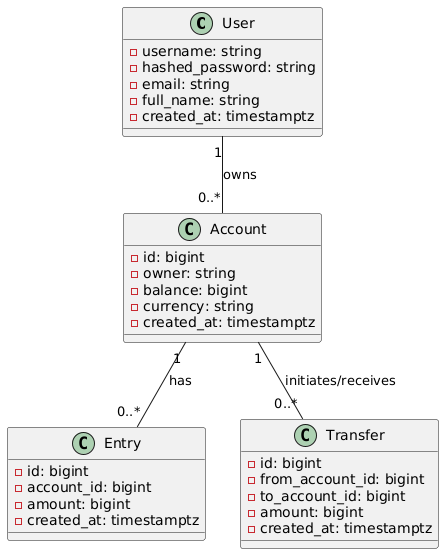 C User
username: string
hashed_password: string
email: string
full_name: string
created_at: timestamptz
1
owns
0..*
C Account
id: bigint
owner: string
balance: bigint
currency: string
created_at: timestamptz
1 1
has initiates/receives
0..* 0..*
C Entry
id: bigint
account_id: bigint
amount: bigint
created_at: timestamptz
C Transfer
id: bigint
from_account_id: bigint
to_account_id: bigint
amount: bigint
created_at: timestamptz